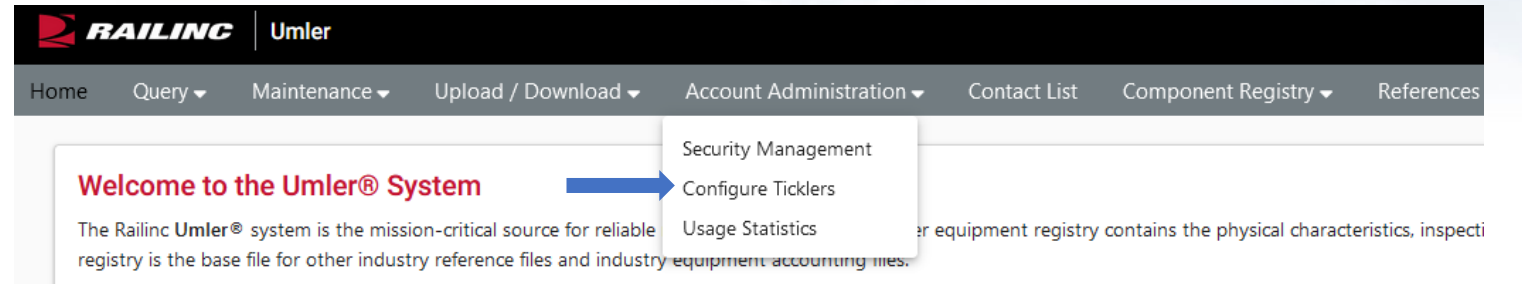 RAILINC Umler
Home Query Maintenance Upload / Download Account Administration Contact List Component Registry References
Security Management
Configure Ticklers
Usage Statistics
Welcome to the Umler® System
The Railinc Umler® system is the mission-critical source for reliable er equipment registry contains the physical characteristics, inspecti
registry is the base file for other industry reference files and industry equipment accounting files.